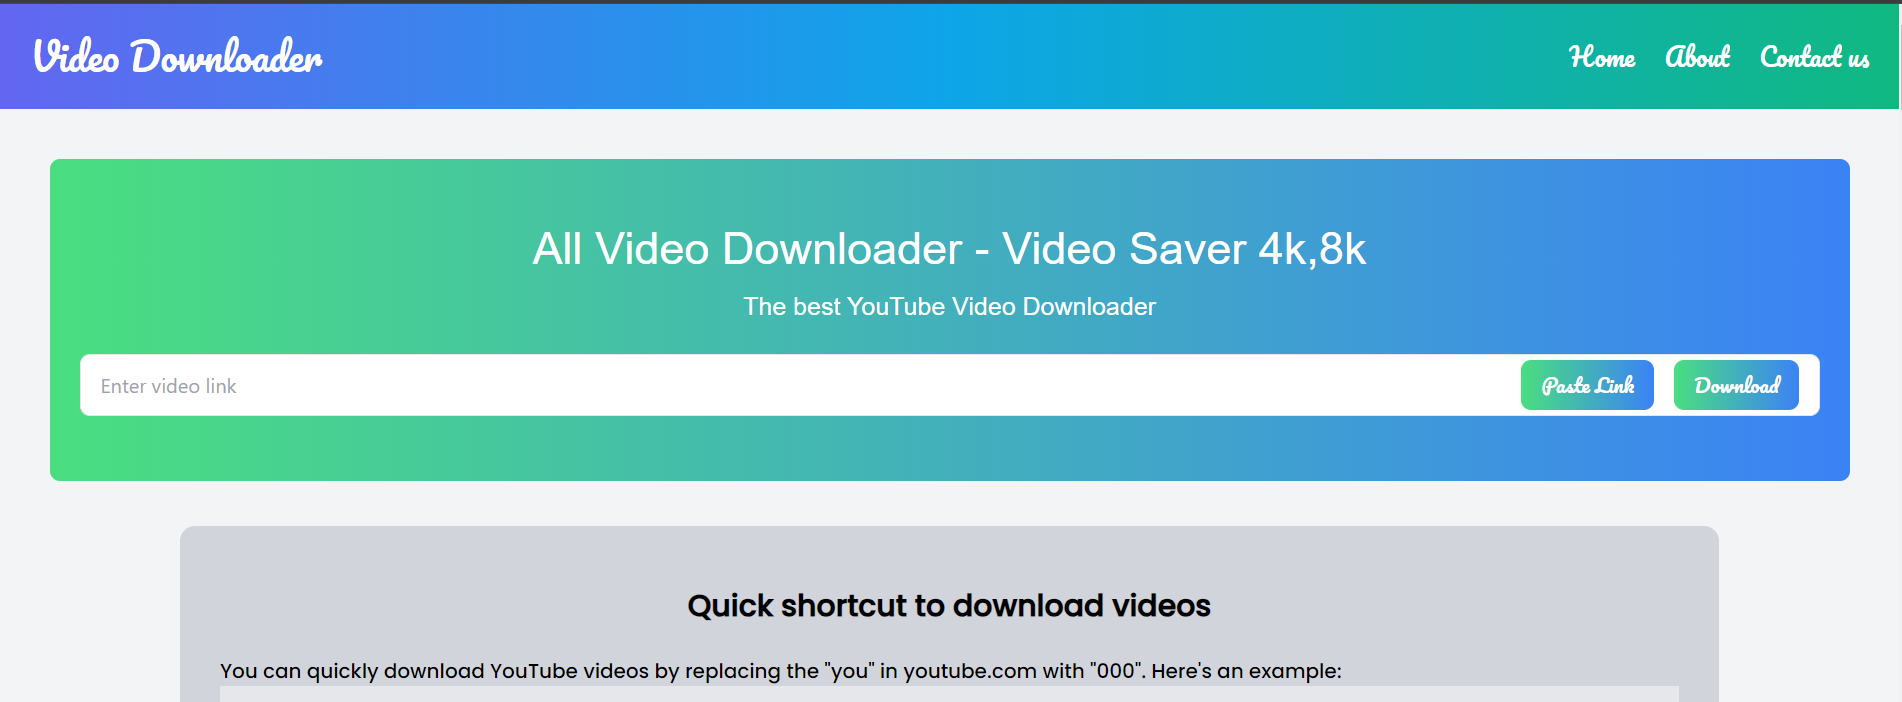 Video Downloader
Home About Contact us
All Video Downloader - Video Saver 4k,8k
The best YouTube Video Downloader
Enter video link
Paste Link
Download
Quick shortcut to download videos
You can quickly download YouTube videos by replacing the "you" in youtube.com with "000". Here's an example: